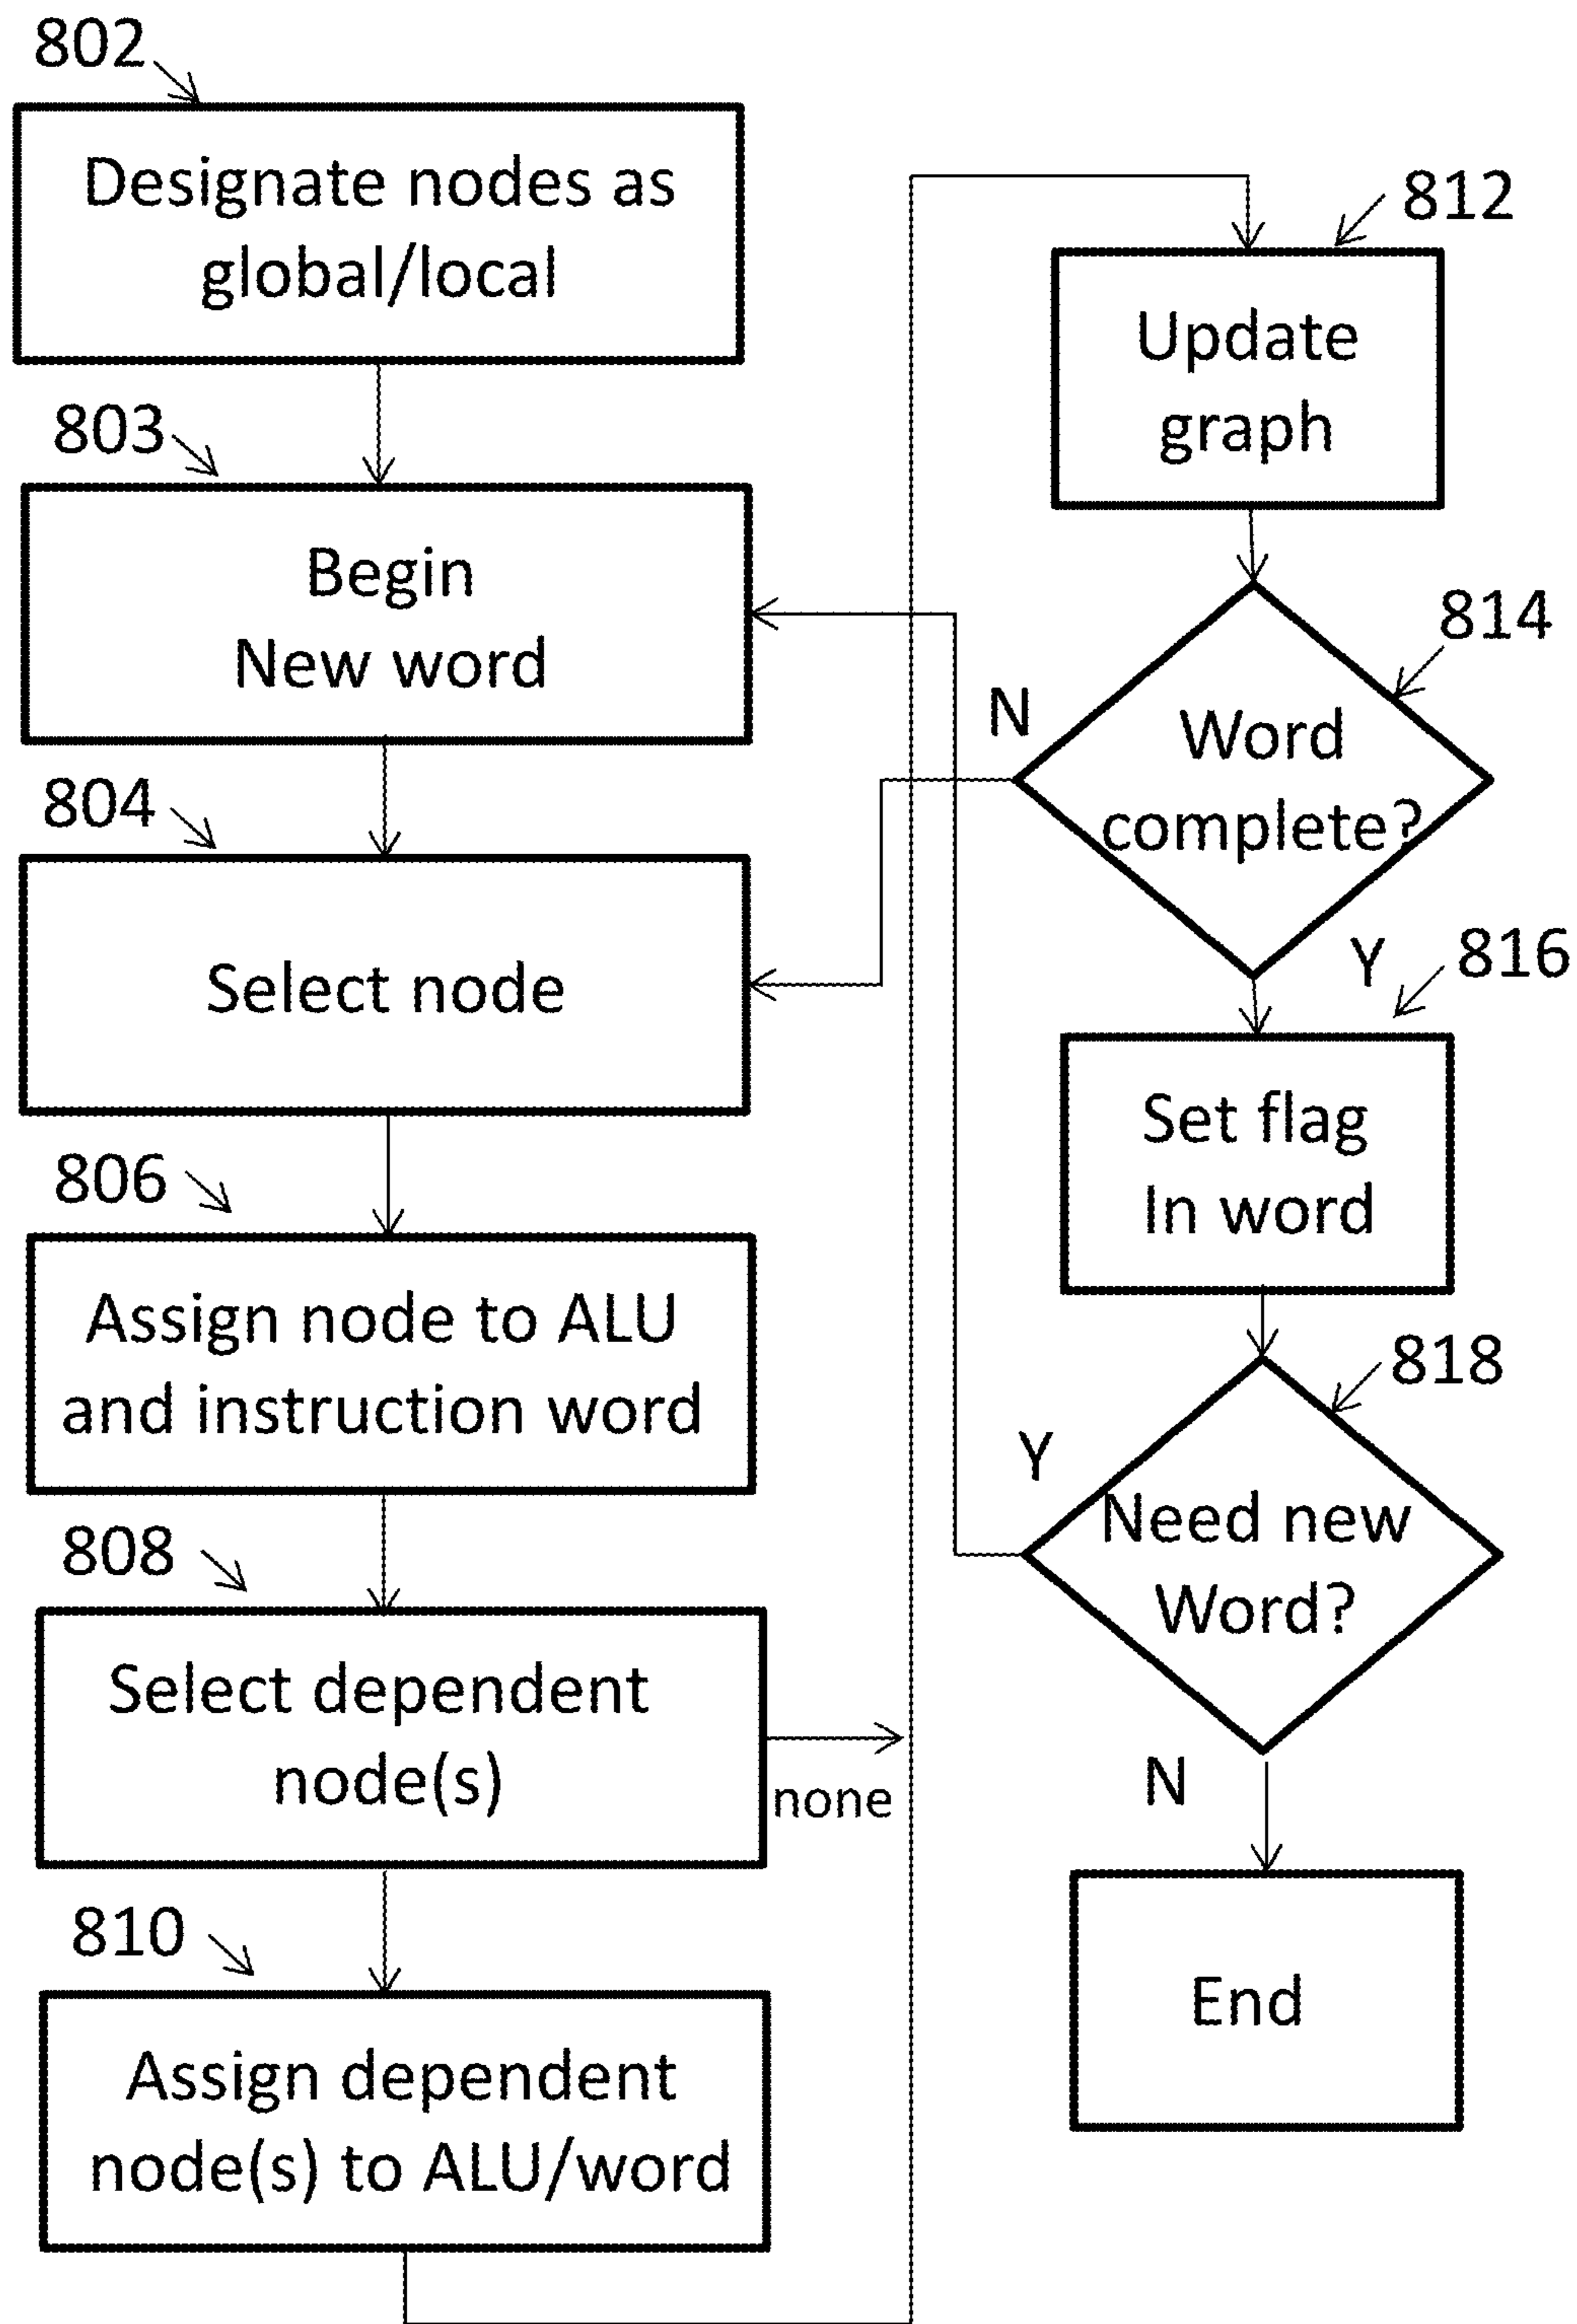 802
Designate nodes as
global/local
803
Begin
New word
804
Select node
806
Assign node to ALU
and instruction word
808
Select dependent
node(s)
none
810
Assign dependent
node(s) to ALU/word
812
Update
graph
814
N
Word
complete?
Y
816
Set flag
In word
818
Y
Need new
Word?
N
End